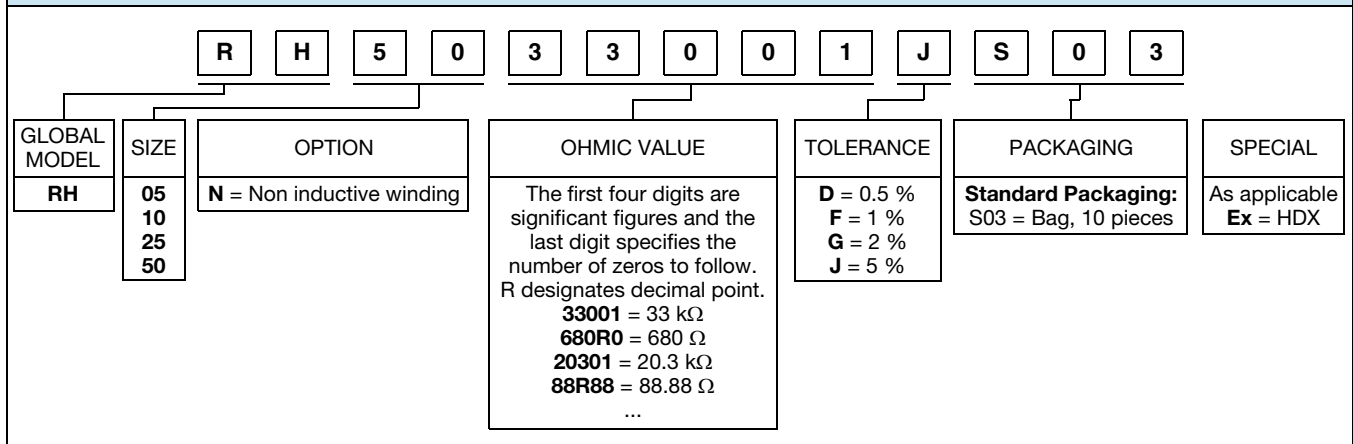 R H 5 0 3 3 0 0 1 J S 0 3
GLOBAL
MODEL
RH
SIZE
05
10
25
50
OPTION
N = Non inductive winding
OHMIC VALUE
The first four digits are
significant figures and the
last digit specifies the
number of zeros to follow.
R designates decimal point.
33001 = 33 kΩ
680R0 = 680 Ω
20301 = 20.3 kΩ
88R88 = 88.88 Ω
...
TOLERANCE
D = 0.5 %
F = 1 %
G = 2 %
J = 5 %
PACKAGING
Standard Packaging:
S03 = Bag, 10 pieces
SPECIAL
As applicable
Ex = HDX